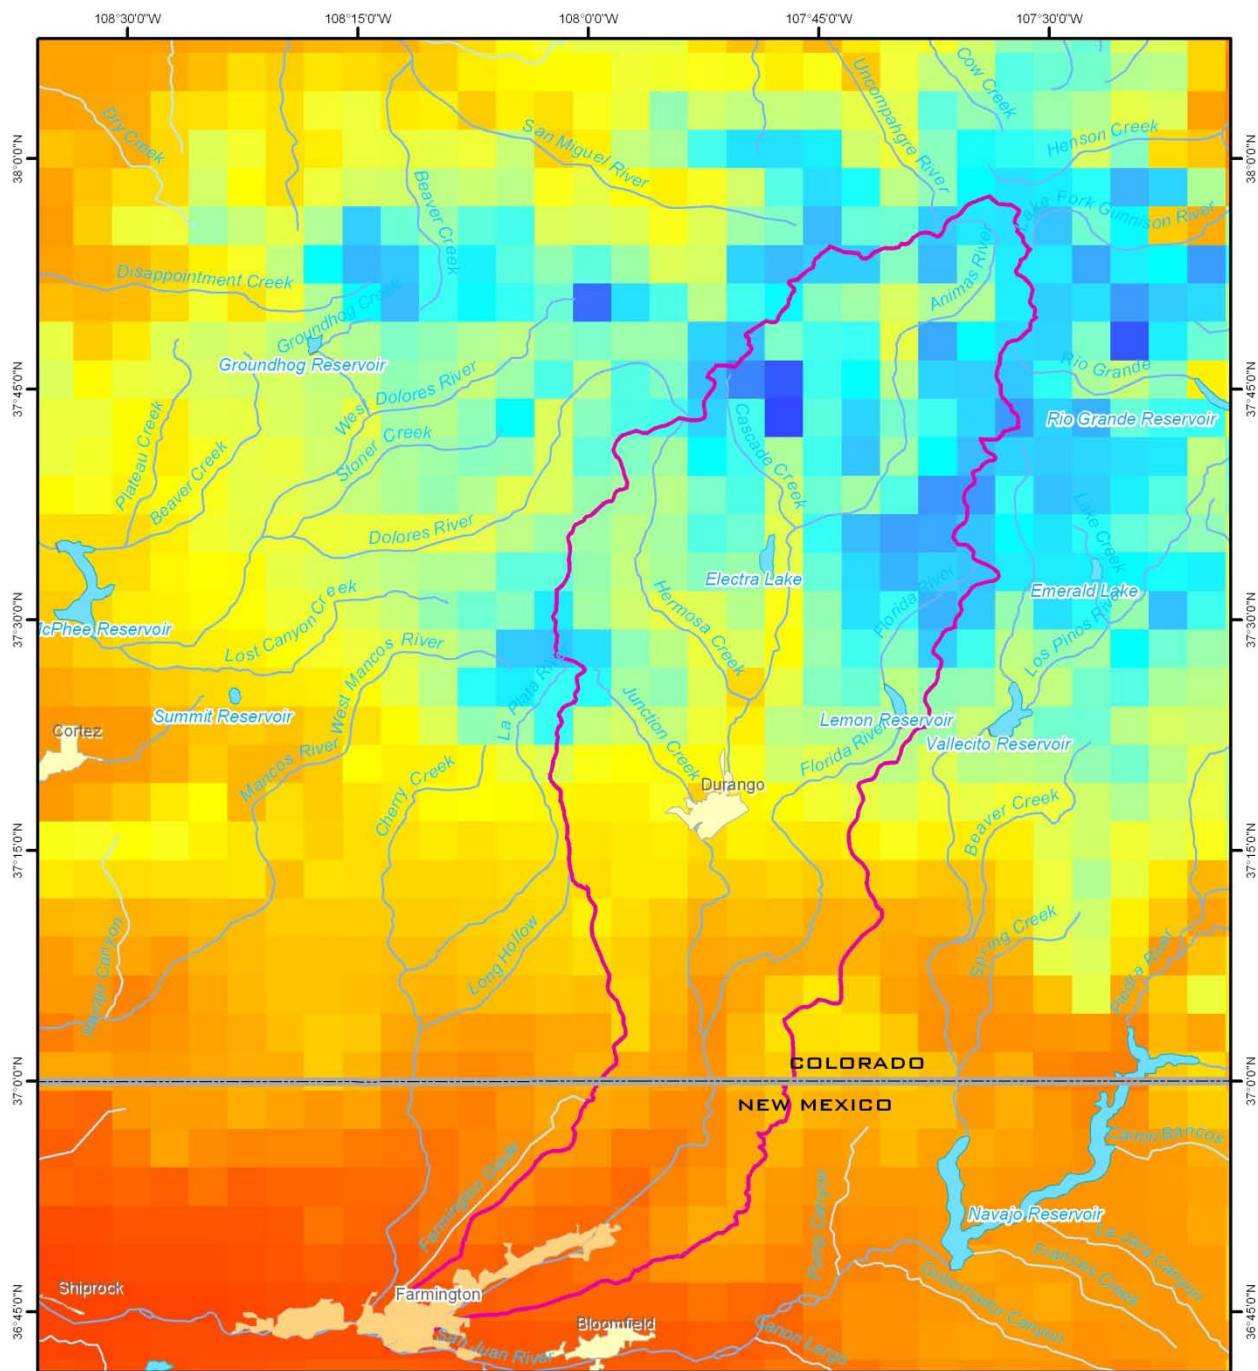 108°30'0"W
108°15'0"W
108°0'0"W
107°45'0"W
107°30'0"W
38°0'0"N
38°0'0"N
37°45'0"N
37°45'0"N
37°30'0"N
37°30'0"N
37°15'0"N
37°15'0"N
37°0'0"N
37°0'0"N
36°45'0"N
36°45'0"N
Dry Creek
San Miguel River
Beaver Creek
Uncompahgre River
Cow Creek
Henson Creek
Lake Fork Gunnison River
Disappointment Creek
Groundhog Creek
Groundhog Reservoir
Animas River
Rio Grande
Rio Grande Reservoir
West Dolores River
Stoner Creek
Plateau Creek
Beaver Creek
Cascade Creek
Dolores River
Electra Lake
Hermosa Creek
Florida River
Lake Creek
Emerald Lake
Los Pinos River
McPhee Reservoir
Lost Canyon Creek
West Mancos River
La Plata River
Junction Creek
Summit Reservoir
Cortez
Mancos River
Lemon Reservoir
Florida River
Vallecito Reservoir
Cherry Creek
Durango
Beaver Creek
Long Hollow
Spring Creek
Navajo Canyon
Piedra River
COLORADO
NEW MEXICO
Canon Bancos
Farmington Glade
Pump Canyon
Navajo Reservoir
La Jara Canyon
Frances Creek
Gobernador Canyon
Shiprock
Farmington
Bloomfield
San Juan River
Canon Largo